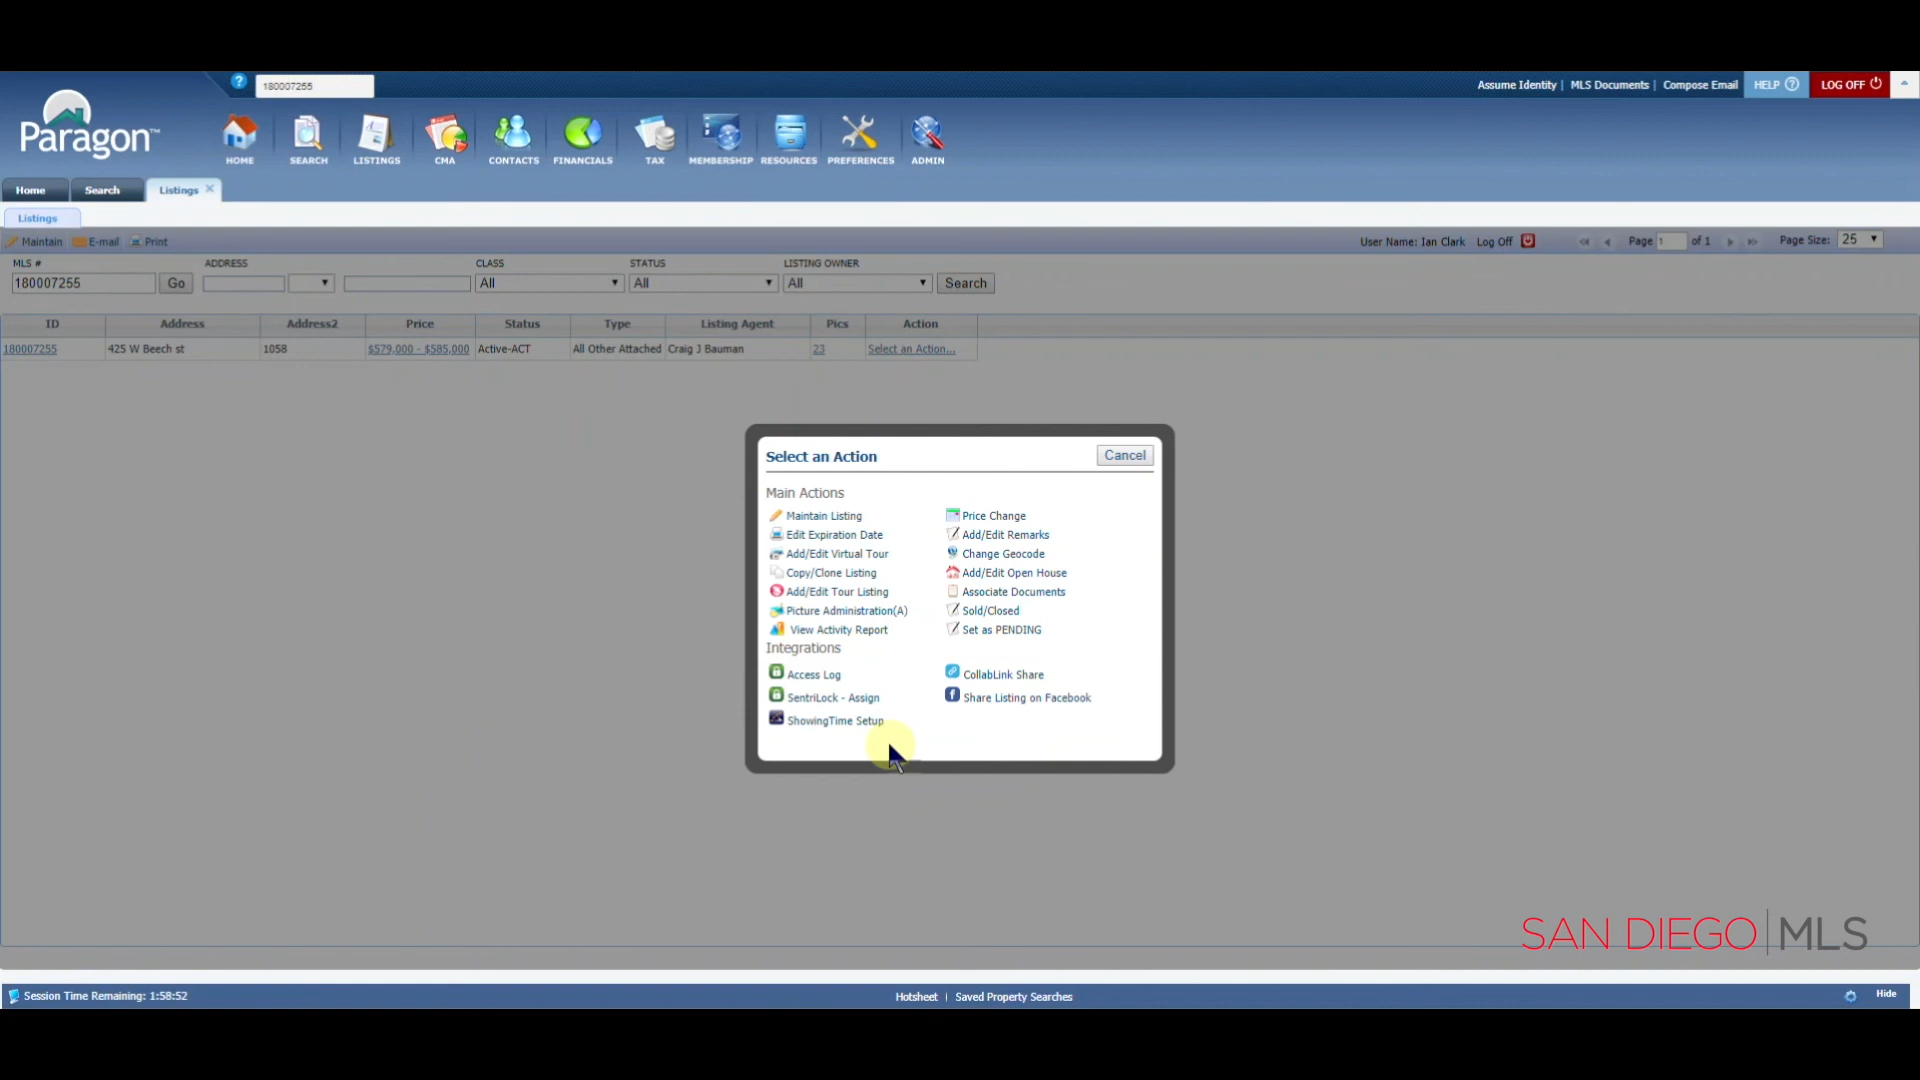 180007255
Assume Identity | MLS Documents | Compose Email
HELP
LOG OFF
Paragon™
HOME
SEARCH
LISTINGS
CMA
CONTACTS
FINANCIALS
TAX
MEMBERSHIP
RESOURCES
PREFERENCES
ADMIN
Home
Search
Listings
Listings
Maintain
E-mail
Print
User Name: Ian Clark
Log Off
Page 1 of 1
Page Size: 25
MLS #
ADDRESS
CLASS
STATUS
LISTING OWNER
180007255
Go
All
All
All
Search
ID
Address
Address2
Price
Status
Type
Listing Agent
Pics
Action
180007255
425 W Beech st
1058
$579,000 - $585,000
Active-ACT
All Other Attached
Craig J Bauman
23
Select an Action...
Select an Action
Cancel
Main Actions
Maintain Listing
Price Change
Edit Expiration Date
Add/Edit Remarks
Add/Edit Virtual Tour
Change Geocode
Copy/Clone Listing
Add/Edit Open House
Add/Edit Tour Listing
Associate Documents
Picture Administration(A)
Sold/Closed
View Activity Report
Set as PENDING
Integrations
Access Log
CollabLink Share
SentriLock - Assign
Share Listing on Facebook
ShowingTime Setup
SAN DIEGO | MLS
Session Time Remaining: 1:58:52
Hotsheet | Saved Property Searches
Hide